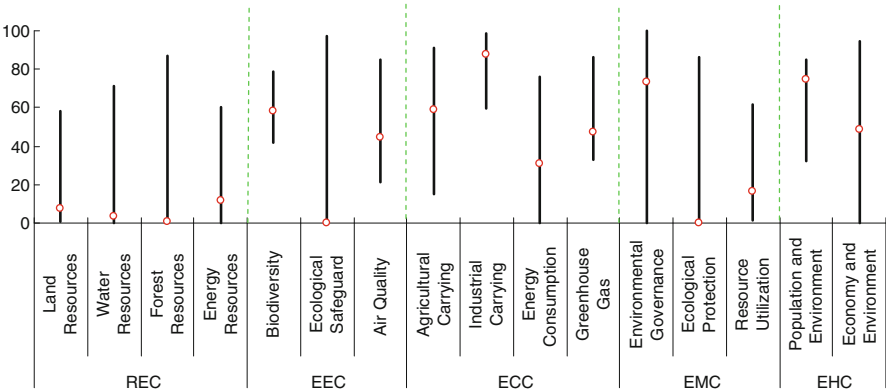 100
80
60
40
20
0
Land
Resources
Water
Resources
Forest
Resources
Energy
Resources
Biodiversity
Ecological
Safeguard
Air Quality
Agricultural
Carrying
Industrial
Carrying
Energy
Consumption
Greenhouse
Gas
Environmental
Governance
Ecological
Protection
Resource
Utilization
Population and
Environment
Economy and
Environment
REC
EEC
ECC
EMC
EHC